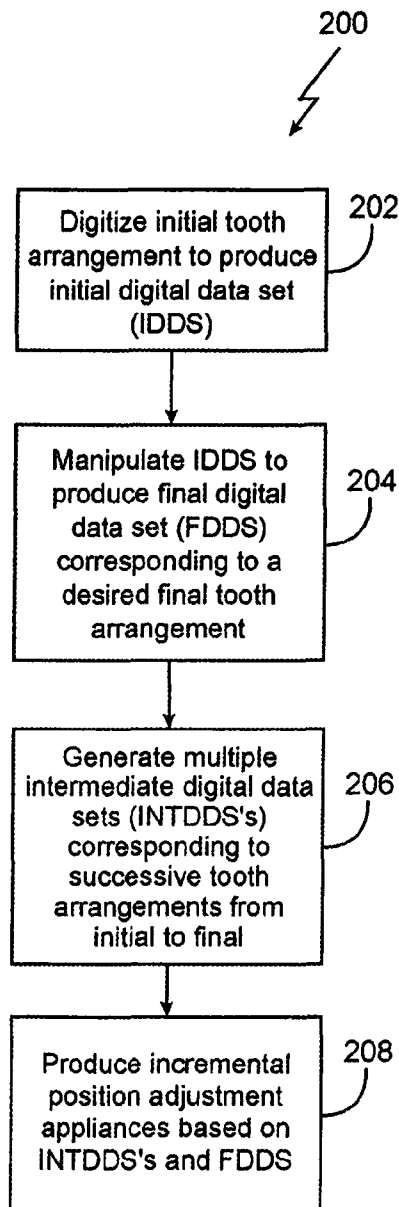 200
Digitize initial tooth
arrangement to produce
initial digital data set
(IDDS)
202
Manipulate IDDS to
produce final digital
data set (FDDS)
corresponding to a
desired final tooth
arrangement
204
Generate multiple
intermediate digital data
sets (INTDDS's)
corresponding to
successive tooth
arrangements from
initial to final
206
Produce incremental
position adjustment
appliances based on
INTDDS's and FDDS
208